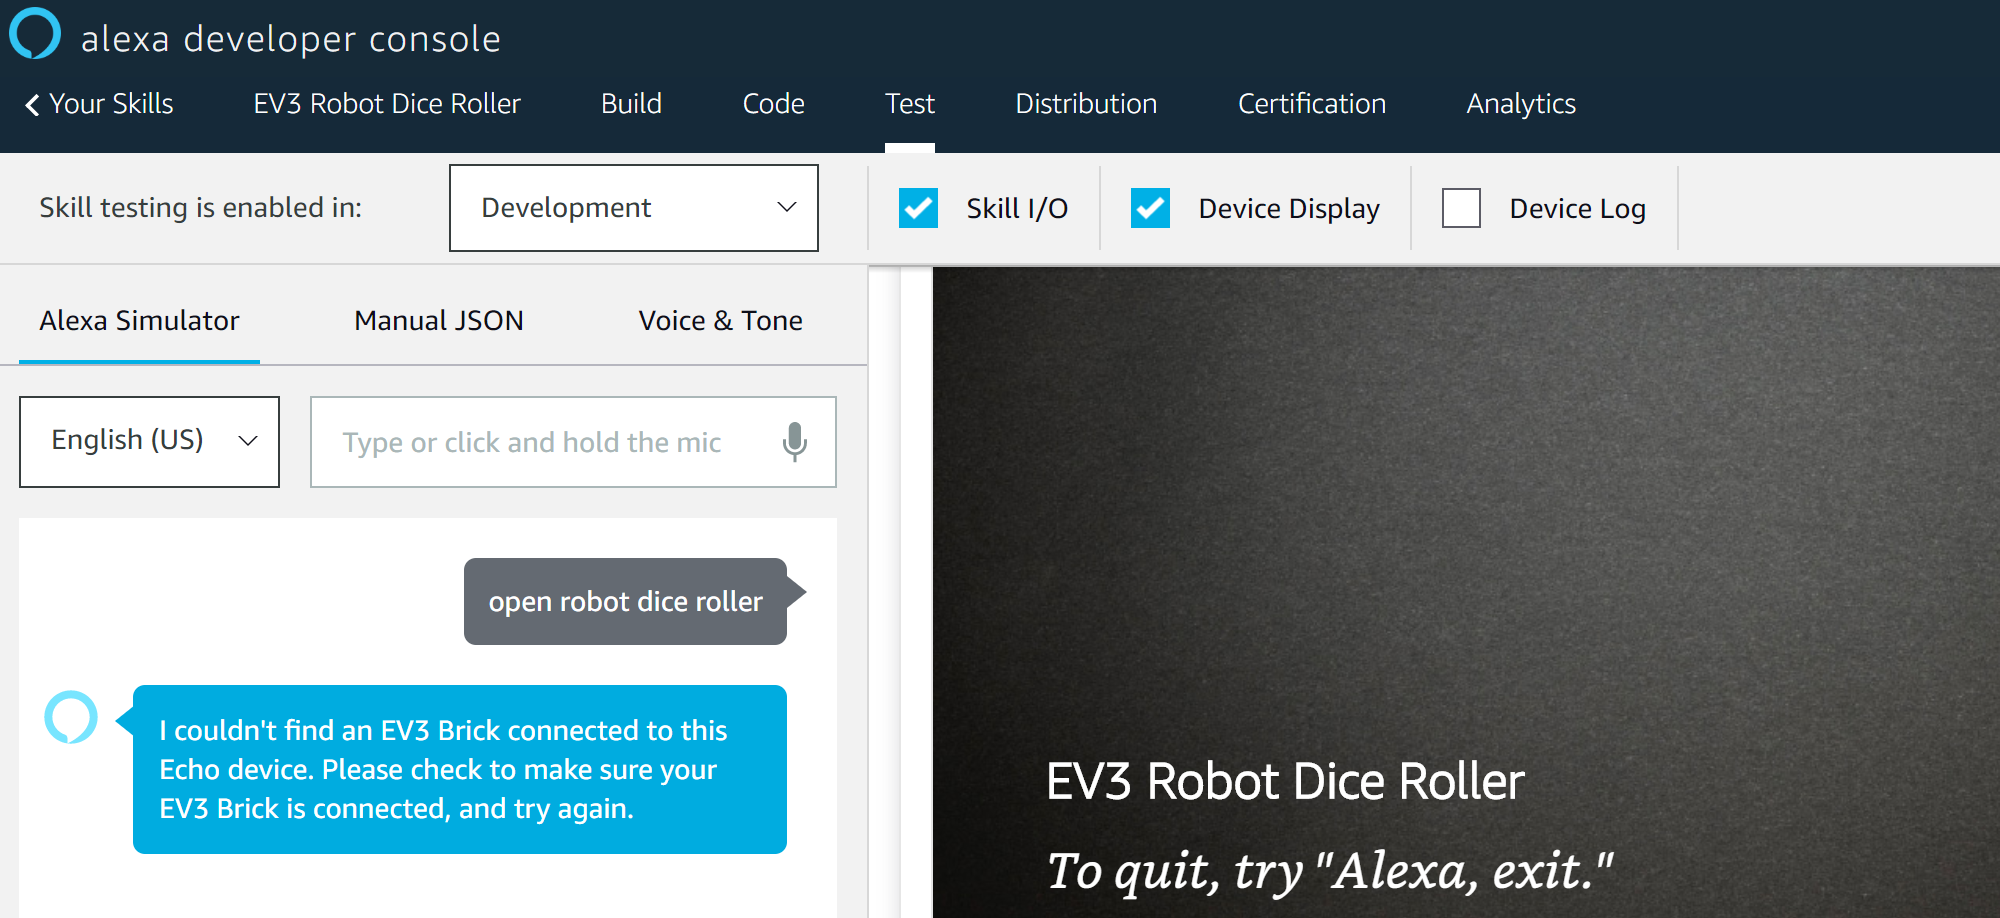 alexa developer console
Your Skills EV3 Robot Dice Roller Build Code Test Distribution Certification Analytics
Skill testing is enabled in: Development Skill I/O Device Display Device Log
Alexa Simulator Manual JSON Voice & Tone
English (US) Type or click and hold the mic
open robot dice roller
I couldn't find an EV3 Brick connected to this
Echo device. Please check to make sure your
EV3 Brick is connected, and try again.
EV3 Robot Dice Roller
To quit, try "Alexa, exit."